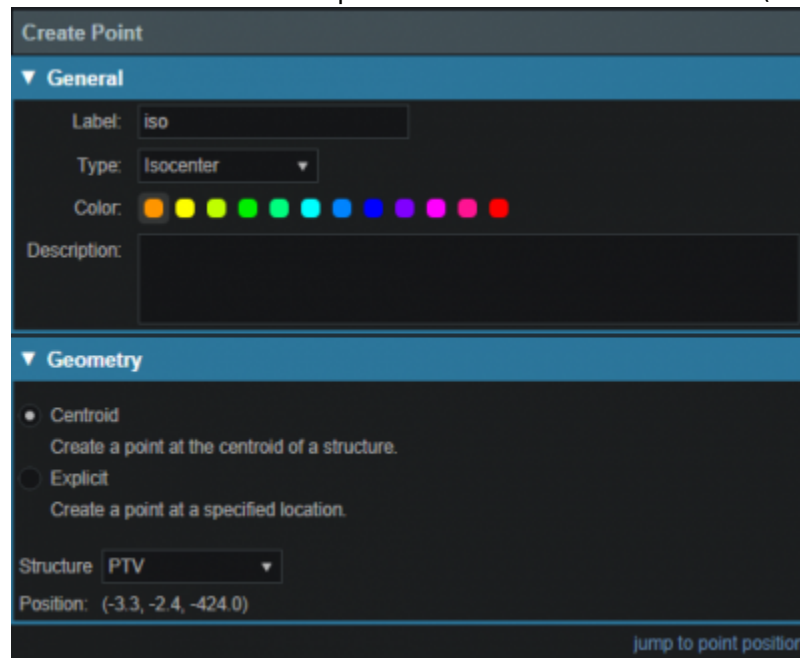 Create Point
▼ General
Label: iso
Type: Isocenter ▼
Color:
Description:
▼ Geometry
Centroid
Create a point at the centroid of a structure.
Explicit
Create a point at a specified location.
Structure PTV ▼
Position: (-3.3, -2.4, -424.0)
jump to point position